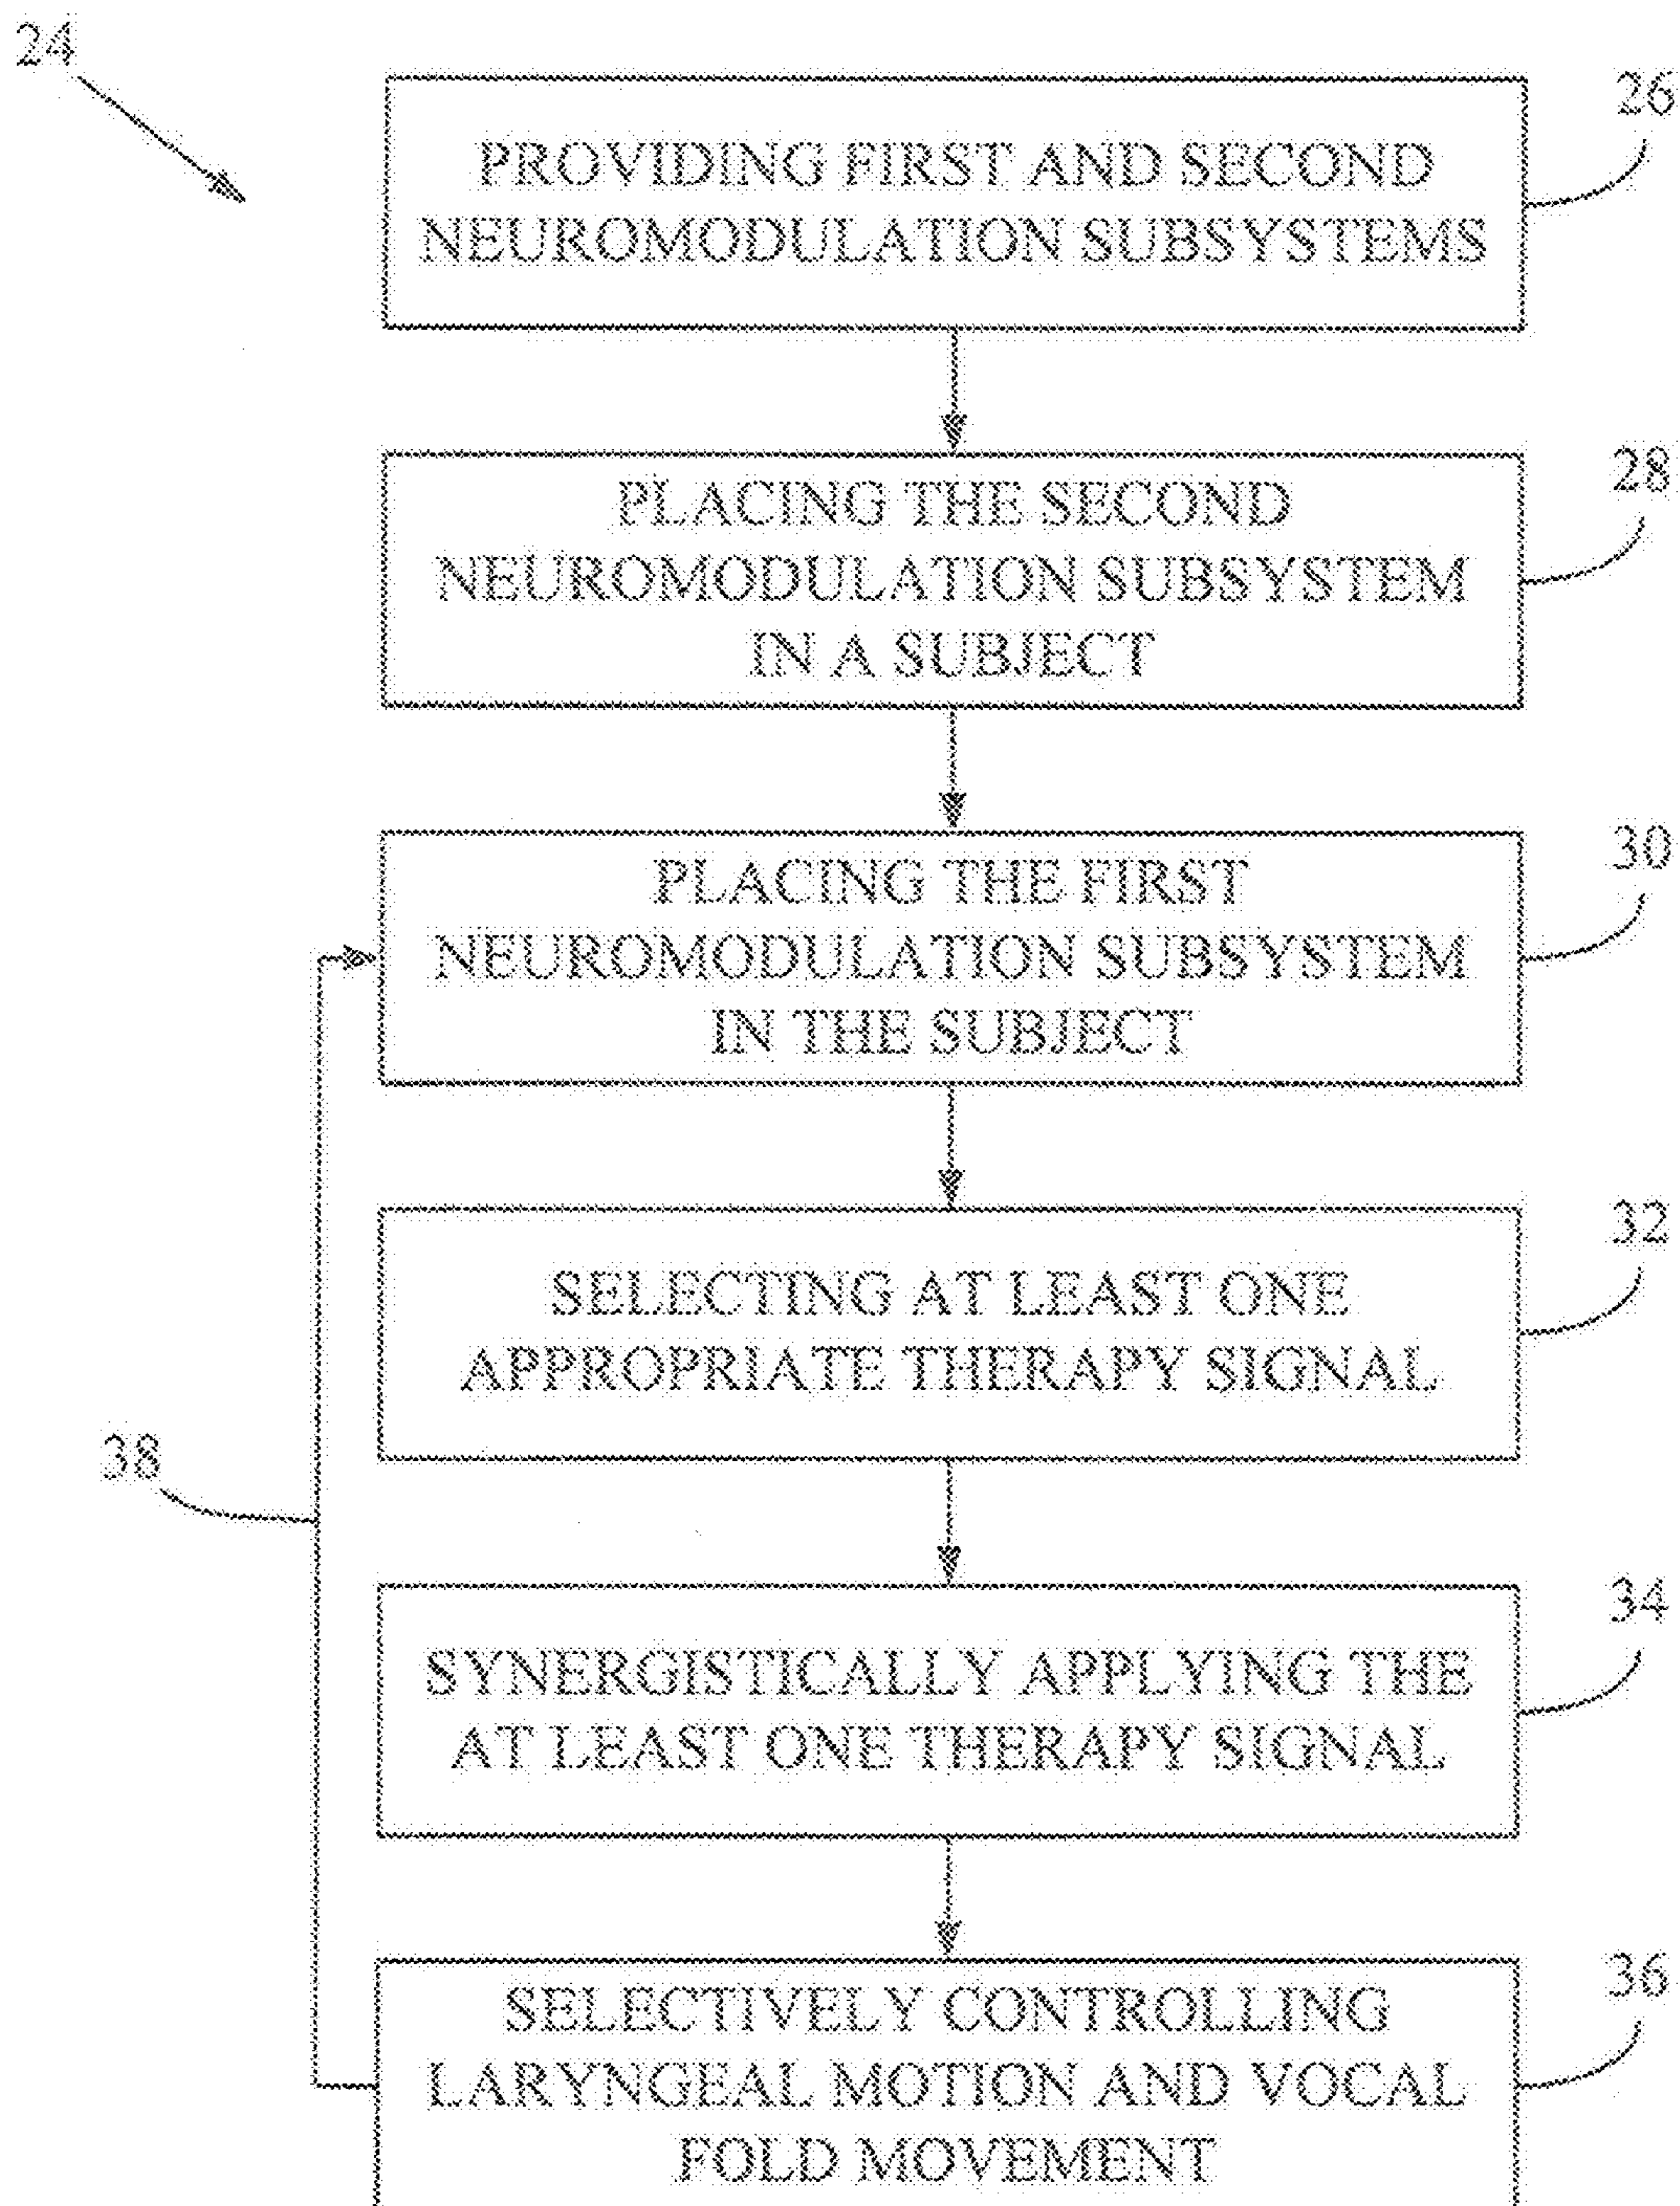 24
26
PROVIDING FIRST AND SECOND
NEUROMODULATION SUBSYSTEMS
28
PLACING THE SECOND
NEUROMODULATION SUBSYSTEM
IN A SUBJECT
30
PLACING THE FIRST
NEUROMODULATION SUBSYSTEM
IN THE SUBJECT
32
SELECTING AT LEAST ONE
APPROPRIATE THERAPY SIGNAL
38
34
SYNERGISTICALLY APPLYING THE
AT LEAST ONE THERAPY SIGNAL
36
SELECTIVELY CONTROLLING
LARYNGEAL MOTION AND VOCAL
FOLD MOVEMENT